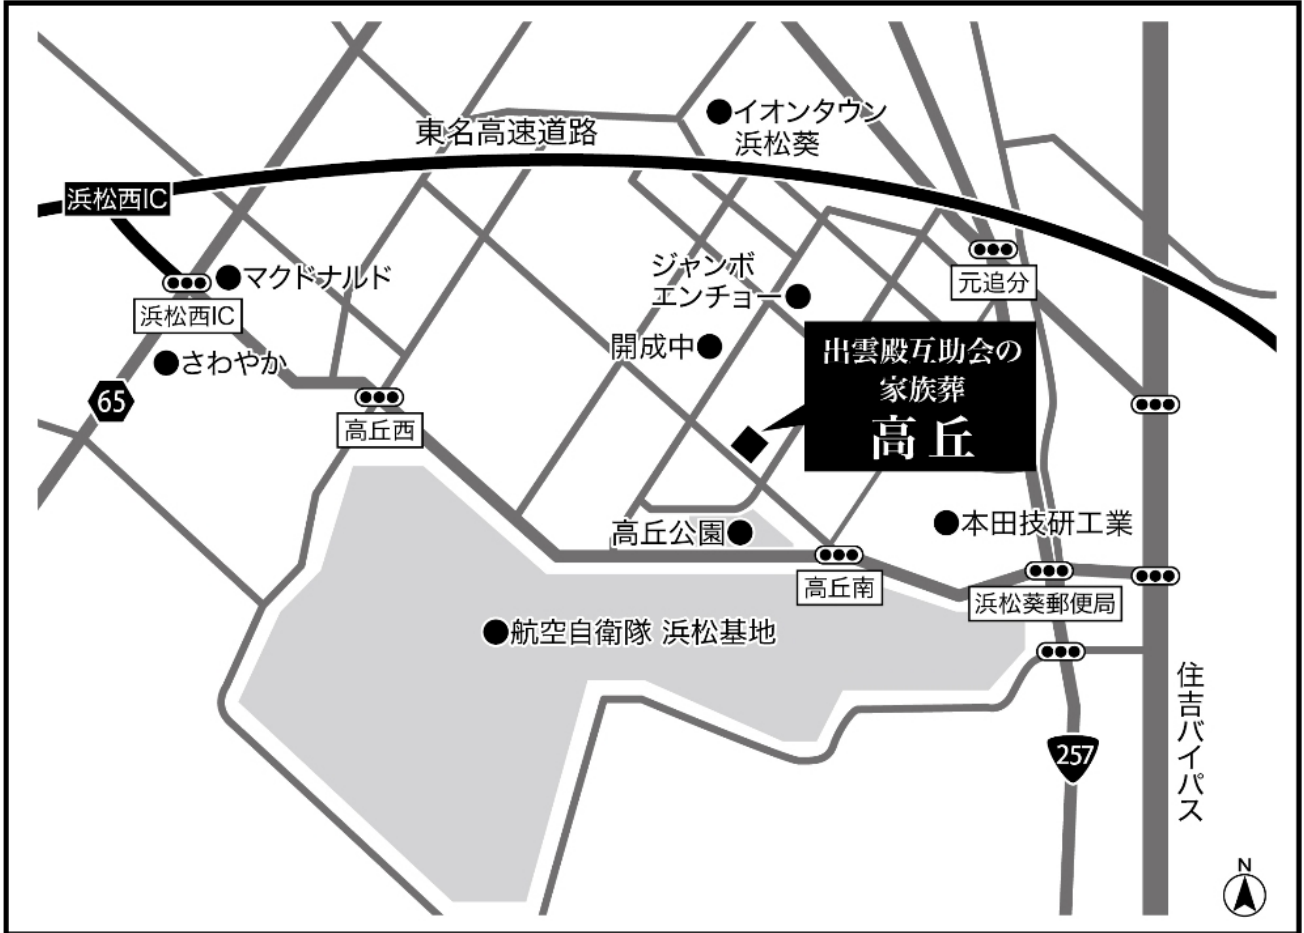 イオンタウン
浜松葵
東名高速道路
浜松西IC
マクドナルド
浜松西IC
ジャンボ
エンチョー
元追分
開成中
さわやか
65
出雲殿互助会の
家族葬
高丘
高丘西
高丘公園
本田技研工業
高丘南
浜松葵郵便局
航空自衛隊 浜松基地
住吉バイパス
257
N